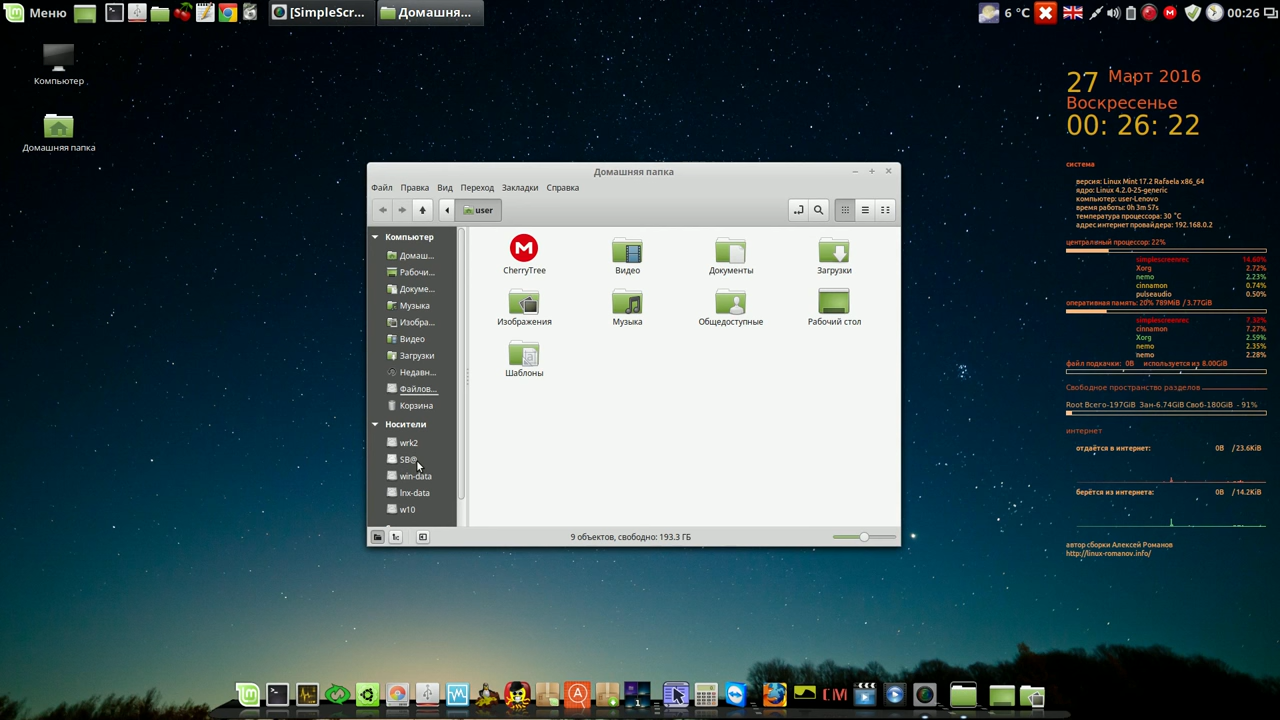 Меню
[SimpleScr...
Домашня...
6 °C
00:26
Компьютер
Домашняя папка
27 Март 2016
Воскресенье
00: 26: 22
система
версия: Linux Mint 17.2 Rafaela x86_64
ядро: Linux 4.2.0-25-generic
компьютер: user-Lenovo
время работы: 0h 3m 57s
температура процессора: 30 °C
адрес интернет провайдера: 192.168.0.2
центральный процессор: 22%
simplescreenrec 14.60%
Xorg 2.72%
nemo 2.23%
cinnamon 0.74%
pulseaudio 0.50%
оперативная память: 20% 789MiB / 3.77GiB
simplescreenrec 7.32%
cinnamon 7.27%
Xorg 2.59%
nemo 2.35%
nemo 2.28%
файл подкачки: 0B используется из 8.00GiB
Свободное пространство разделов
Root Всего-197GiB Зан-6.74GiB Своб-180GiB - 91%
интернет
отдаётся в интернет: 0B /23.6KiB
берётся из интернета: 0B /14.2KiB
автор сборки Алексей Романов
http://linux-romanov.info/
Домашняя папка
Файл Правка Вид Переход Закладки Справка
user
Компьютер
Домаш...
Рабочи...
Докуме...
Музыка
Изобра...
Видео
Загрузки
Недавн...
Файлов...
Корзина
Носители
wrk2
SB@
win-data
lnx-data
w10
CherryTree
Видео
Документы
Загрузки
Изображения
Музыка
Общедоступные
Рабочий стол
Шаблоны
9 объектов, свободно: 193.3 ГБ